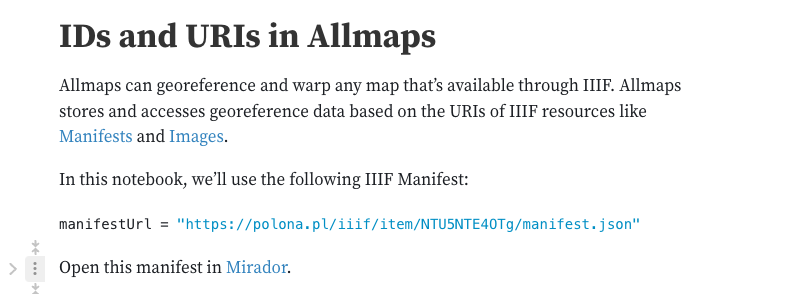 IDs and URIs in Allmaps
Allmaps can georeference and warp any map that’s available through IIIF. Allmaps
stores and accesses georeference data based on the URIs of IIIF resources like
Manifests and Images.
In this notebook, we’ll use the following IIIF Manifest:
manifestUrl = "https://polona.pl/iiif/item/NTU5NTE4OTg/manifest.json"
Open this manifest in Mirador.